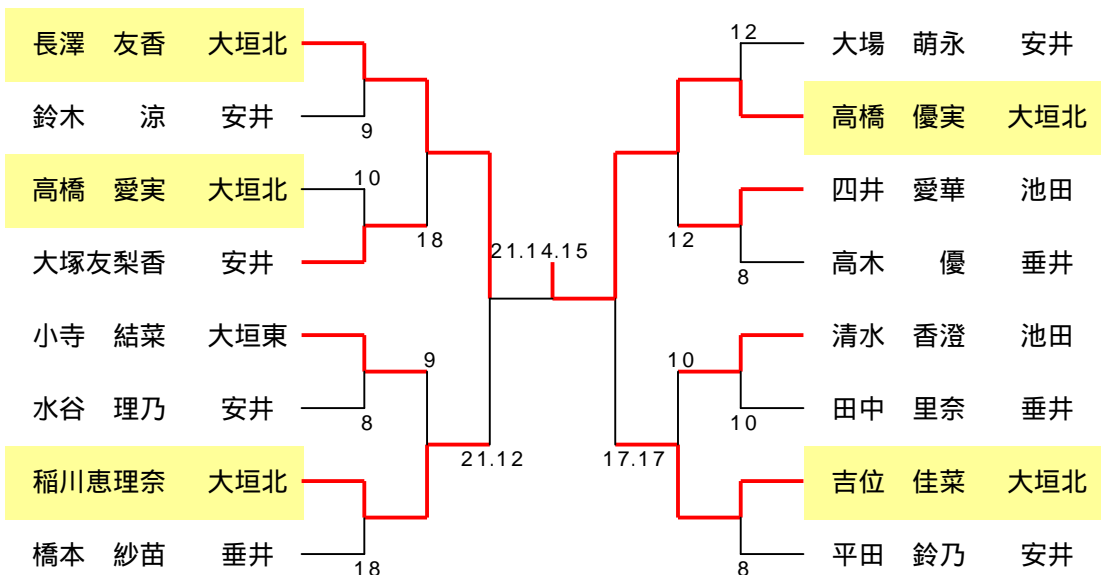 長澤 友香 大垣北
鈴木 涼 安井
9
高橋 愛実 大垣北
10
大塚友梨香 安井
18
小寺 結菜 大垣東
9
水谷 理乃 安井
8
稲川恵理奈 大垣北
21.12
橋本 紗苗 垂井
18
21.14.15
12
大場 萌永 安井
高橋 優実 大垣北
四井 愛華 池田
12
高木 優 垂井
8
清水 香澄 池田
10
田中 里奈 垂井
10
17.17
吉位 佳菜 大垣北
平田 鈴乃 安井
8